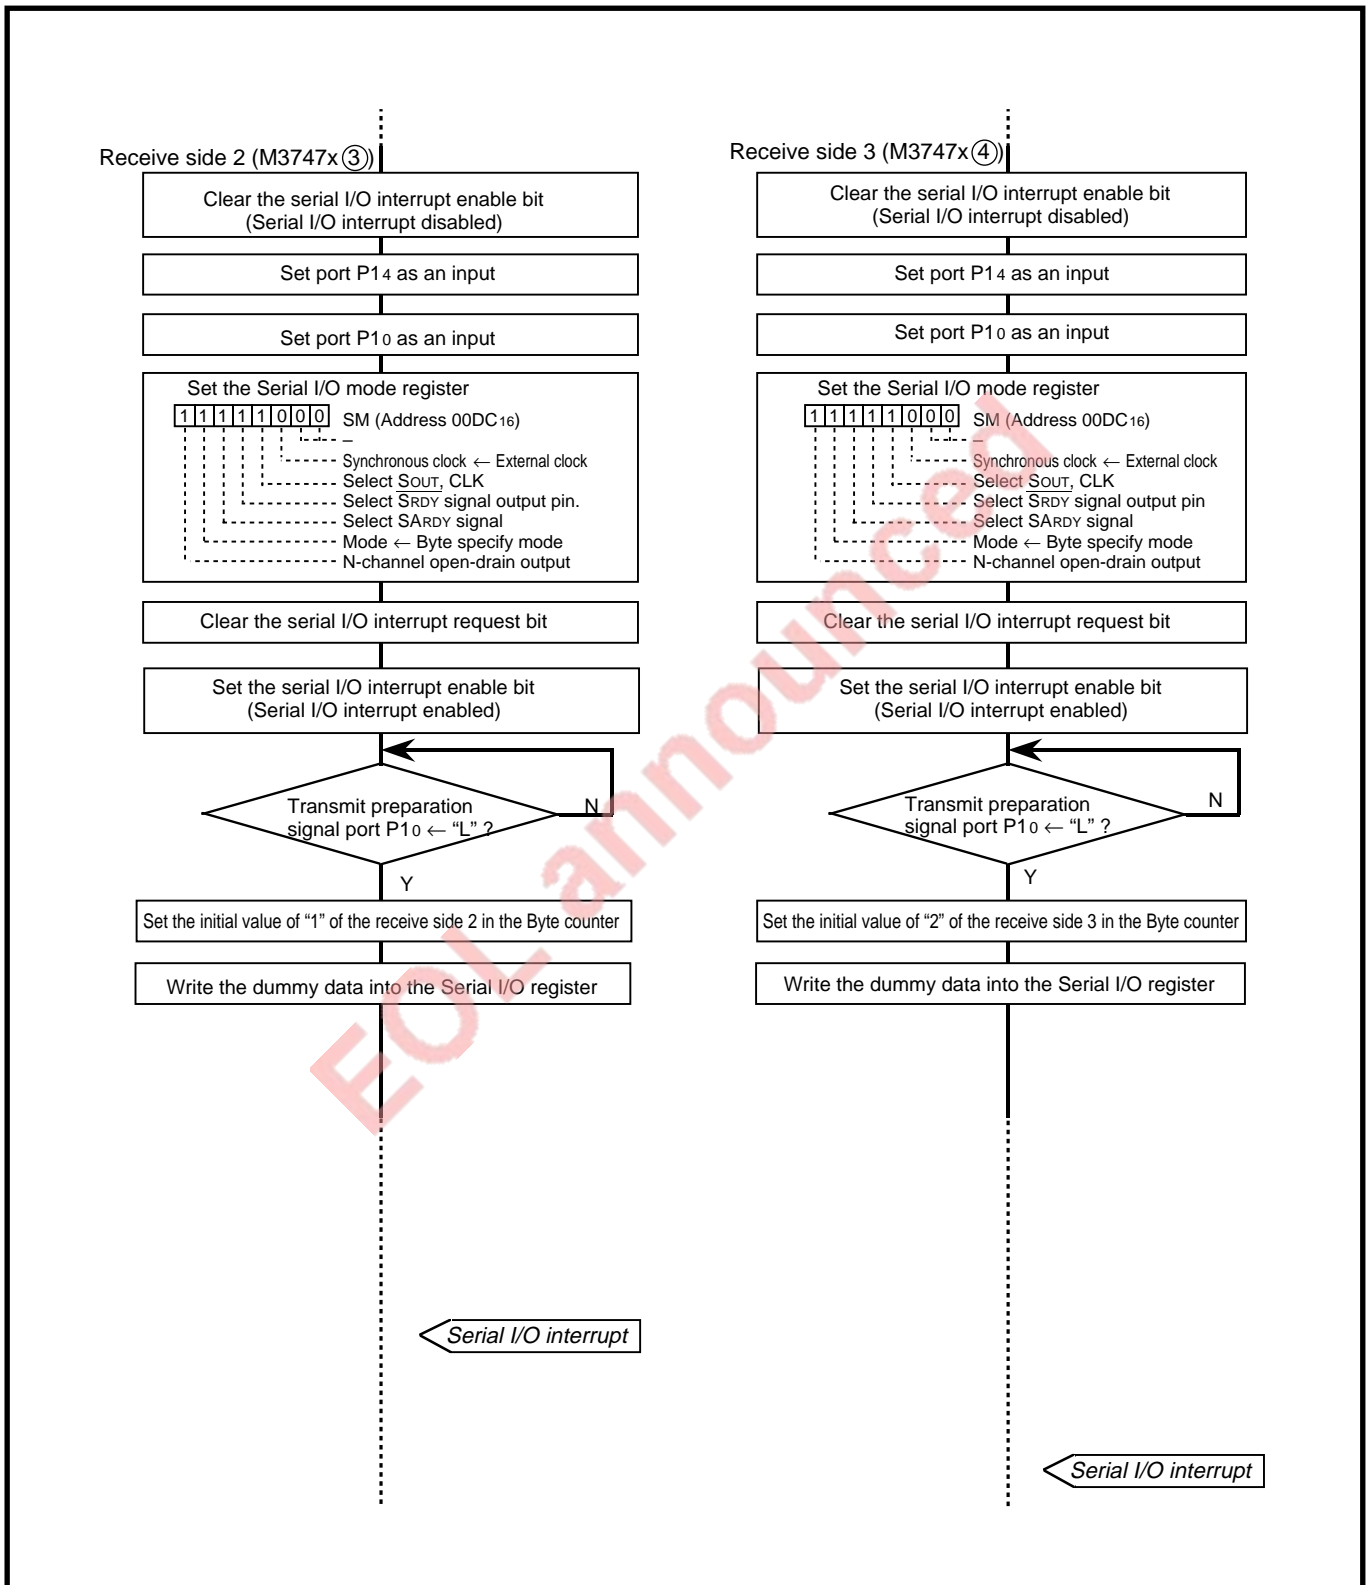 Receive side 2 (M3747x③)
Clear the serial I/O interrupt enable bit
(Serial I/O interrupt disabled)
Set port P14 as an input
Set port P10 as an input
Set the Serial I/O mode register
1 1 1 1 1 0 0 0 SM (Address 00DC16)
–
Synchronous clock ← External clock
Select SOUT, CLK
Select SRDY signal output pin.
Select SARDY signal
Mode ← Byte specify mode
N-channel open-drain output
Clear the serial I/O interrupt request bit
Set the serial I/O interrupt enable bit
(Serial I/O interrupt enabled)
Transmit preparation
signal port P10 ← “L” ?
N
Y
Set the initial value of “1” of the receive side 2 in the Byte counter
Write the dummy data into the Serial I/O register
Serial I/O interrupt
Receive side 3 (M3747x④)
Clear the serial I/O interrupt enable bit
(Serial I/O interrupt disabled)
Set port P14 as an input
Set port P10 as an input
Set the Serial I/O mode register
1 1 1 1 1 0 0 0 SM (Address 00DC16)
–
Synchronous clock ← External clock
Select SOUT, CLK
Select SRDY signal output pin
Select SARDY signal
Mode ← Byte specify mode
N-channel open-drain output
Clear the serial I/O interrupt request bit
Set the serial I/O interrupt enable bit
(Serial I/O interrupt enabled)
Transmit preparation
signal port P10 ← “L” ?
N
Y
Set the initial value of “2” of the receive side 3 in the Byte counter
Write the dummy data into the Serial I/O register
Serial I/O interrupt
EOL announced